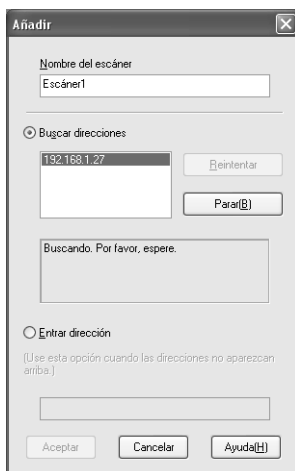 Añadir
Nombre del escáner
Escáner1
Buscar direcciones
192.168.1.27
Reintentar
Parar(B)
Buscando. Por favor, espere.
Entrar dirección
(Use esta opción cuando las direcciones no aparezcan
arriba.)
Aceptar
Cancelar
Ayuda(H)